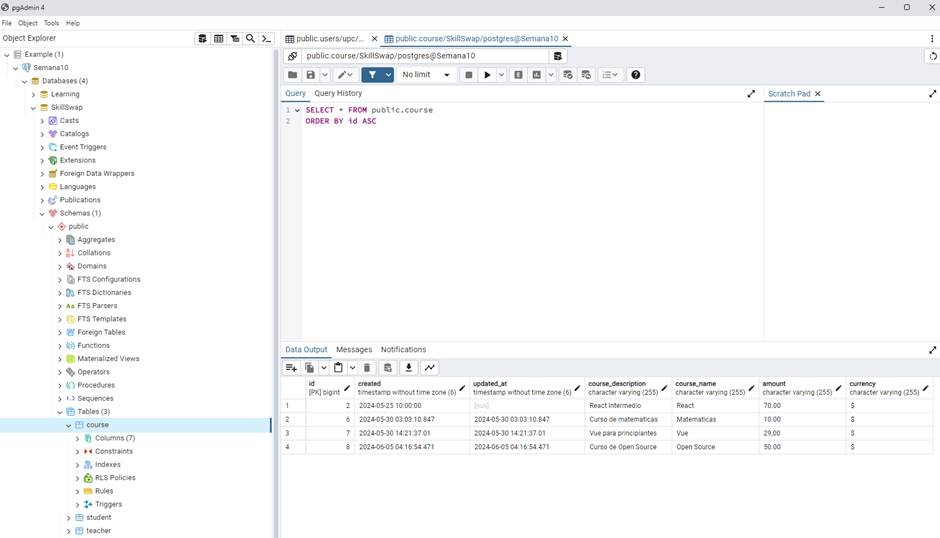 pgAdmin 4
File Object Tools Help
Object Explorer
Example (1)
Semana10
Databases (4)
Learning
SkillSwap
Casts
Catalogs
Event Triggers
Extensions
Foreign Data Wrappers
Languages
Publications
Schemas (1)
public
Aggregates
Collations
Domains
FTS Configurations
FTS Dictionaries
FTS Parsers
FTS Templates
Foreign Tables
Functions
Materialized Views
Operators
Procedures
Sequences
Tables (3)
course
Columns (7)
Constraints
Indexes
RLS Policies
Rules
Triggers
student
teacher
public.users/upc/... public.course/SkillSwap/postgres@Semana10
public.course/SkillSwap/postgres@Semana10
No limit
Query Query History Scratch Pad
1 SELECT * FROM public.course
2 ORDER BY id ASC
Data Output Messages Notifications
id created updated_at course_description course_name amount currency
[PK] bigint timestamp without time zone (6) timestamp without time zone (6) character varying (255) character varying (255) character varying (255) character varying (255)
1 2 2024-05-25 10:00:00 [null] React Intermedio React 70.00 $
2 6 2024-05-30 03:03:10.847 2024-05-30 03:03:10.847 Curso de matematicas Matematicas 10.00 $
3 7 2024-05-30 14:21:37.01 2024-05-30 14:21:37.01 Vue para principiantes Vue 29,00 $
4 8 2024-06-05 04:16:54.471 2024-06-05 04:16:54.471 Curso de Open Source Open Source 50.00 $